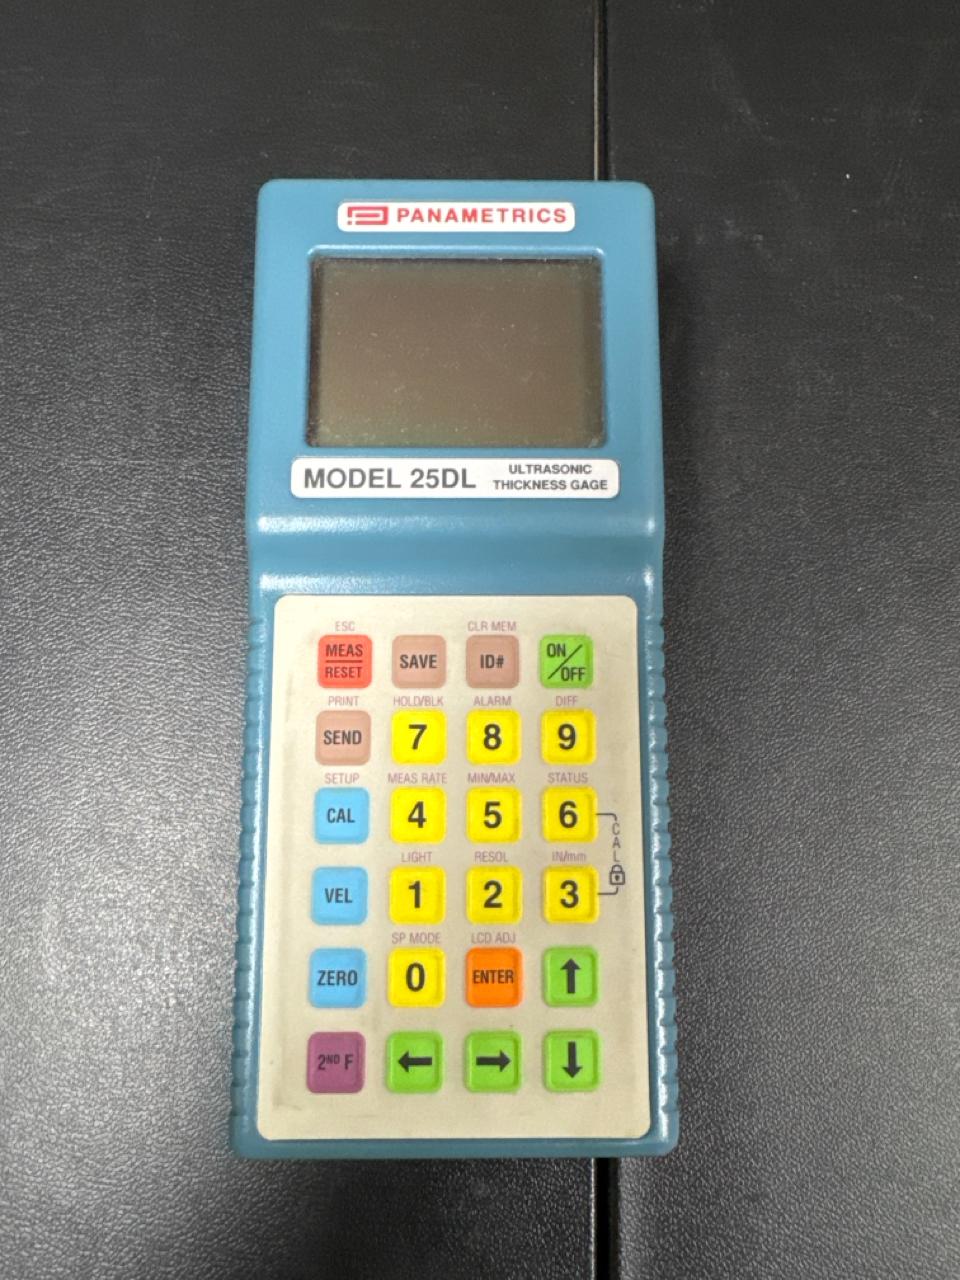 PANAMETRICS
MODEL 25DL
ULTRASONIC
THICKNESS GAGE
ESC CLR MEM
MEAS
RESET
SAVE ID# ON/OFF
PRINT HOLD/BLK ALARM DIFF
SEND 7 8 9
SETUP MEAS RATE MIN/MAX STATUS
CAL 4 5 6
CAL
LIGHT RESOL IN/mm
VEL 1 2 3
SP MODE LCD ADJ
ZERO 0 ENTER ↑
2ND F ← → ↓